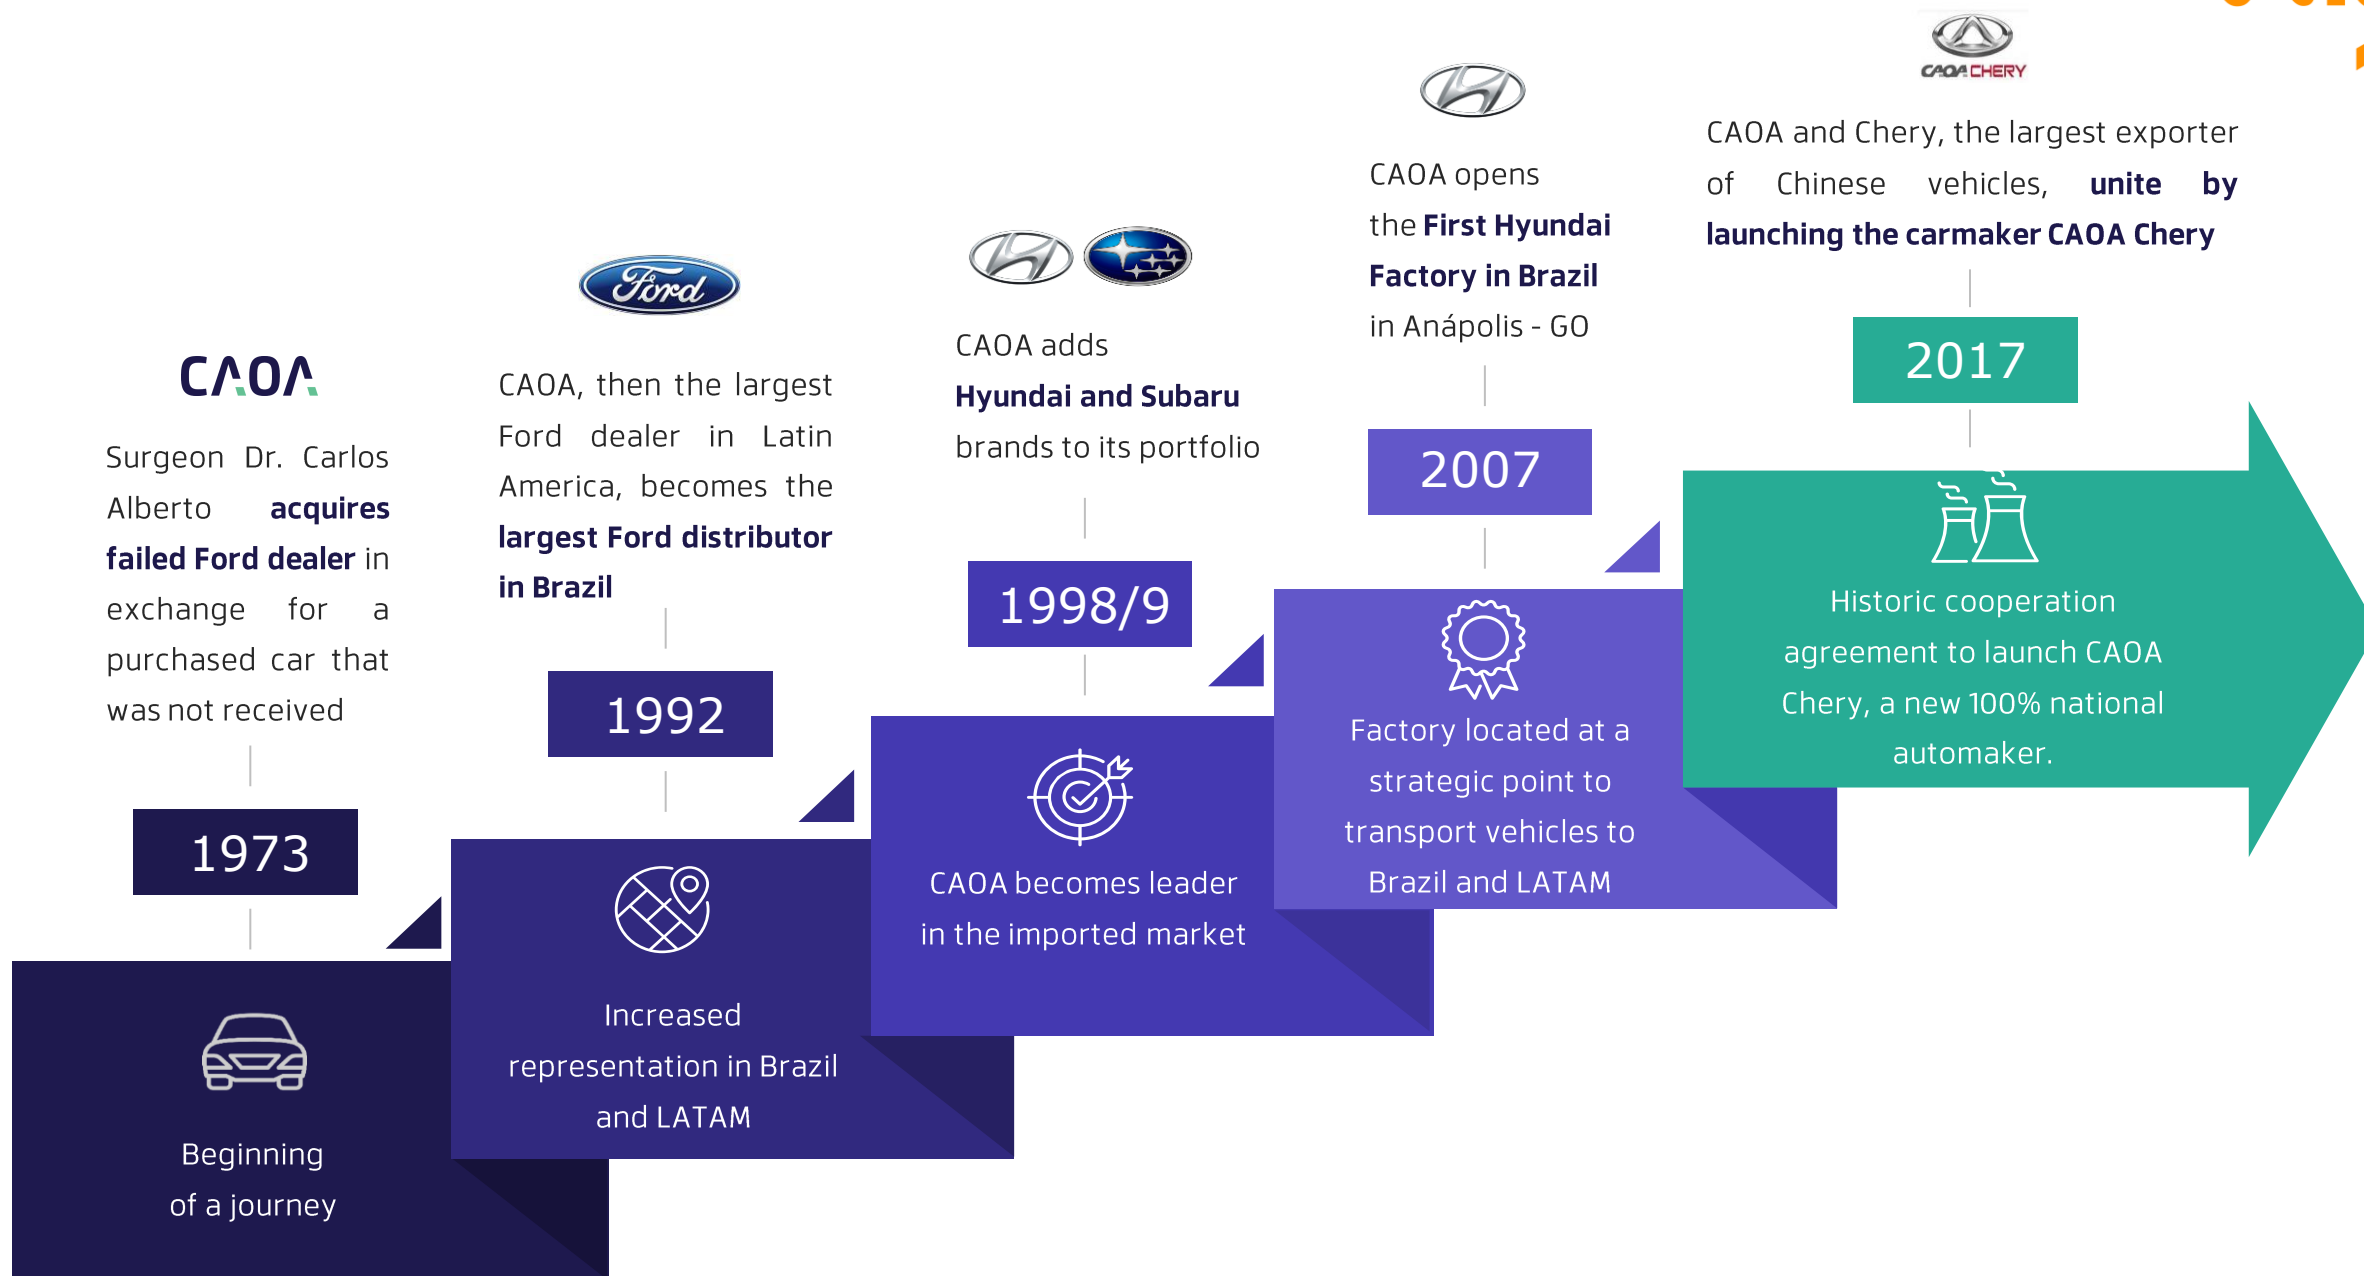 CAOA
Surgeon Dr. Carlos
Alberto acquires
failed Ford dealer in
exchange for a
purchased car that
was not received
1973
Beginning
of a journey
Ford
CAOA, then the largest
Ford dealer in Latin
America, becomes the
largest Ford distributor
in Brazil
1992
Increased
representation in Brazil
and LATAM
CAOA adds
Hyundai and Subaru
brands to its portfolio
1998/9
CAOA becomes leader
in the imported market
CAOA opens
the First Hyundai
Factory in Brazil
in Anápolis - GO
2007
Factory located at a
strategic point to
transport vehicles to
Brazil and LATAM
CAOA CHERY
CAOA and Chery, the largest exporter
of Chinese vehicles, unite by
launching the carmaker CAOA Chery
2017
Historic cooperation
agreement to launch CAOA
Chery, a new 100% national
automaker.